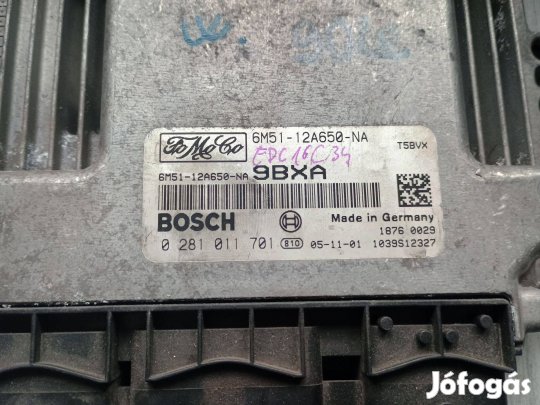 FoMoCo
6M51-12A650-NA
T5BVX
EDC16C34
6M51-12A650-NA 9BXA
BOSCH
Made in Germany
1876 0029
0 281 011 701 810 05-11-01 1039S12327
Jófogás